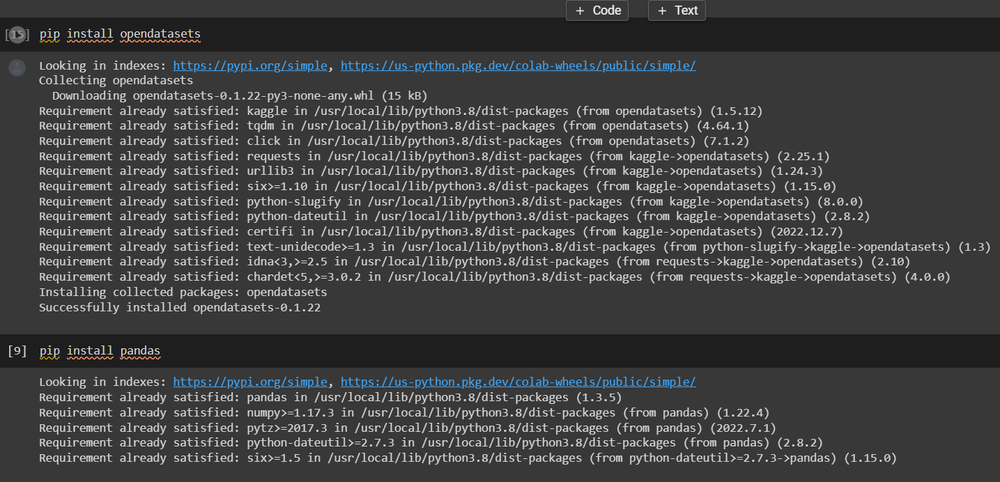 + Code + Text
[15] pip install opendatasets
Looking in indexes: https://pypi.org/simple, https://us-python.pkg.dev/colab-wheels/public/simple/
Collecting opendatasets
  Downloading opendatasets-0.1.22-py3-none-any.whl (15 kB)
Requirement already satisfied: kaggle in /usr/local/lib/python3.8/dist-packages (from opendatasets) (1.5.12)
Requirement already satisfied: tqdm in /usr/local/lib/python3.8/dist-packages (from opendatasets) (4.64.1)
Requirement already satisfied: click in /usr/local/lib/python3.8/dist-packages (from opendatasets) (7.1.2)
Requirement already satisfied: requests in /usr/local/lib/python3.8/dist-packages (from kaggle->opendatasets) (2.25.1)
Requirement already satisfied: urllib3 in /usr/local/lib/python3.8/dist-packages (from kaggle->opendatasets) (1.24.3)
Requirement already satisfied: six>=1.10 in /usr/local/lib/python3.8/dist-packages (from kaggle->opendatasets) (1.15.0)
Requirement already satisfied: python-slugify in /usr/local/lib/python3.8/dist-packages (from kaggle->opendatasets) (8.0.0)
Requirement already satisfied: python-dateutil in /usr/local/lib/python3.8/dist-packages (from kaggle->opendatasets) (2.8.2)
Requirement already satisfied: certifi in /usr/local/lib/python3.8/dist-packages (from kaggle->opendatasets) (2022.12.7)
Requirement already satisfied: text-unidecode>=1.3 in /usr/local/lib/python3.8/dist-packages (from python-slugify->kaggle->opendatasets) (1.3)
Requirement already satisfied: idna<3,>=2.5 in /usr/local/lib/python3.8/dist-packages (from requests->kaggle->opendatasets) (2.10)
Requirement already satisfied: chardet<5,>=3.0.2 in /usr/local/lib/python3.8/dist-packages (from requests->kaggle->opendatasets) (4.0.0)
Installing collected packages: opendatasets
Successfully installed opendatasets-0.1.22
[9] pip install pandas
Looking in indexes: https://pypi.org/simple, https://us-python.pkg.dev/colab-wheels/public/simple/
Requirement already satisfied: pandas in /usr/local/lib/python3.8/dist-packages (1.3.5)
Requirement already satisfied: numpy>=1.17.3 in /usr/local/lib/python3.8/dist-packages (from pandas) (1.22.4)
Requirement already satisfied: pytz>=2017.3 in /usr/local/lib/python3.8/dist-packages (from pandas) (2022.7.1)
Requirement already satisfied: python-dateutil>=2.7.3 in /usr/local/lib/python3.8/dist-packages (from pandas) (2.8.2)
Requirement already satisfied: six>=1.5 in /usr/local/lib/python3.8/dist-packages (from python-dateutil>=2.7.3->pandas) (1.15.0)